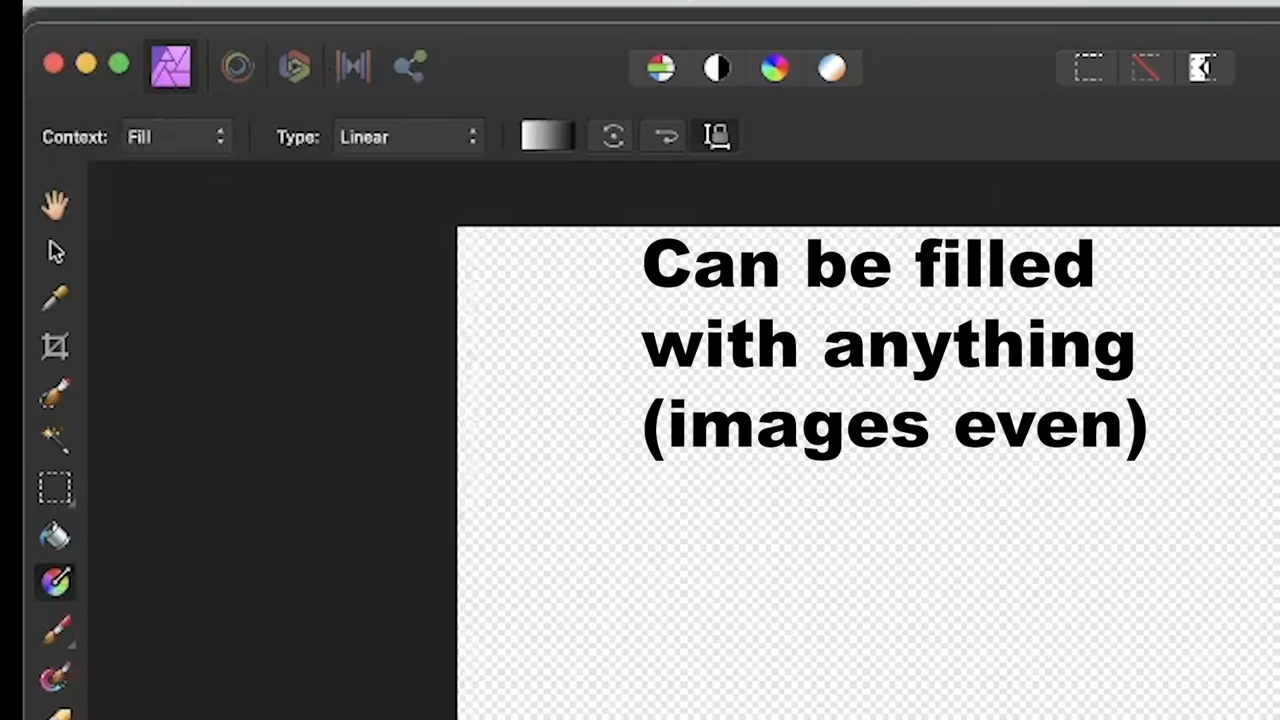 Context: Fill Type: Linear
Can be filled
with anything
(images even)